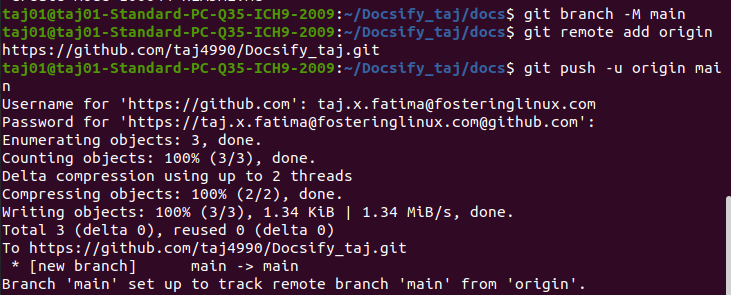 taj01@taj01-Standard-PC-Q35-ICH9-2009:~/Docsify_taj/docs$ git branch -M main
taj01@taj01-Standard-PC-Q35-ICH9-2009:~/Docsify_taj/docs$ git remote add origin
https://github.com/taj4990/Docsify_taj.git
taj01@taj01-Standard-PC-Q35-ICH9-2009:~/Docsify_taj/docs$ git push -u origin mai
n
Username for 'https://github.com': taj.x.fatima@fosteringlinux.com
Password for 'https://taj.x.fatima@fosteringlinux.com@github.com':
Enumerating objects: 3, done.
Counting objects: 100% (3/3), done.
Delta compression using up to 2 threads
Compressing objects: 100% (2/2), done.
Writing objects: 100% (3/3), 1.34 KiB | 1.34 MiB/s, done.
Total 3 (delta 0), reused 0 (delta 0)
To https://github.com/taj4990/Docsify_taj.git
 * [new branch]      main -> main
Branch 'main' set up to track remote branch 'main' from 'origin'.